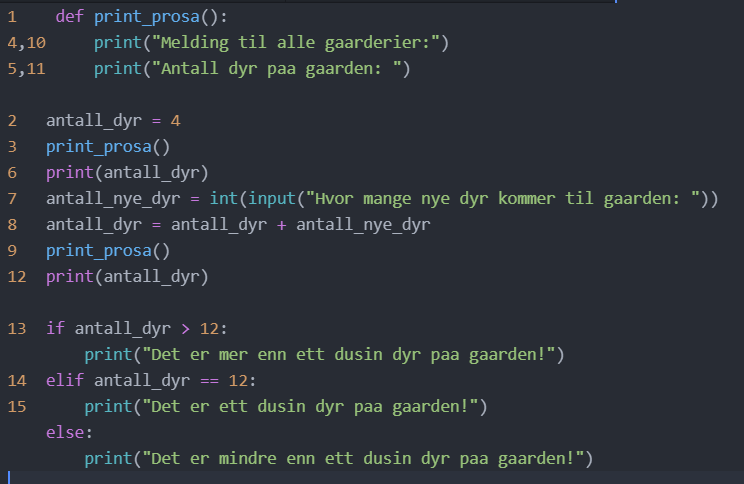 1    def print_prosa():
4,10     print("Melding til alle gaarderier:")
5,11     print("Antall dyr paa gaarden: ")
2   antall_dyr = 4
3   print_prosa()
6   print(antall_dyr)
7   antall_nye_dyr = int(input("Hvor mange nye dyr kommer til gaarden: "))
8   antall_dyr = antall_dyr + antall_nye_dyr
9   print_prosa()
12  print(antall_dyr)
13  if antall_dyr > 12:
        print("Det er mer enn ett dusin dyr paa gaarden!")
14  elif antall_dyr == 12:
15      print("Det er ett dusin dyr paa gaarden!")
    else:
        print("Det er mindre enn ett dusin dyr paa gaarden!")